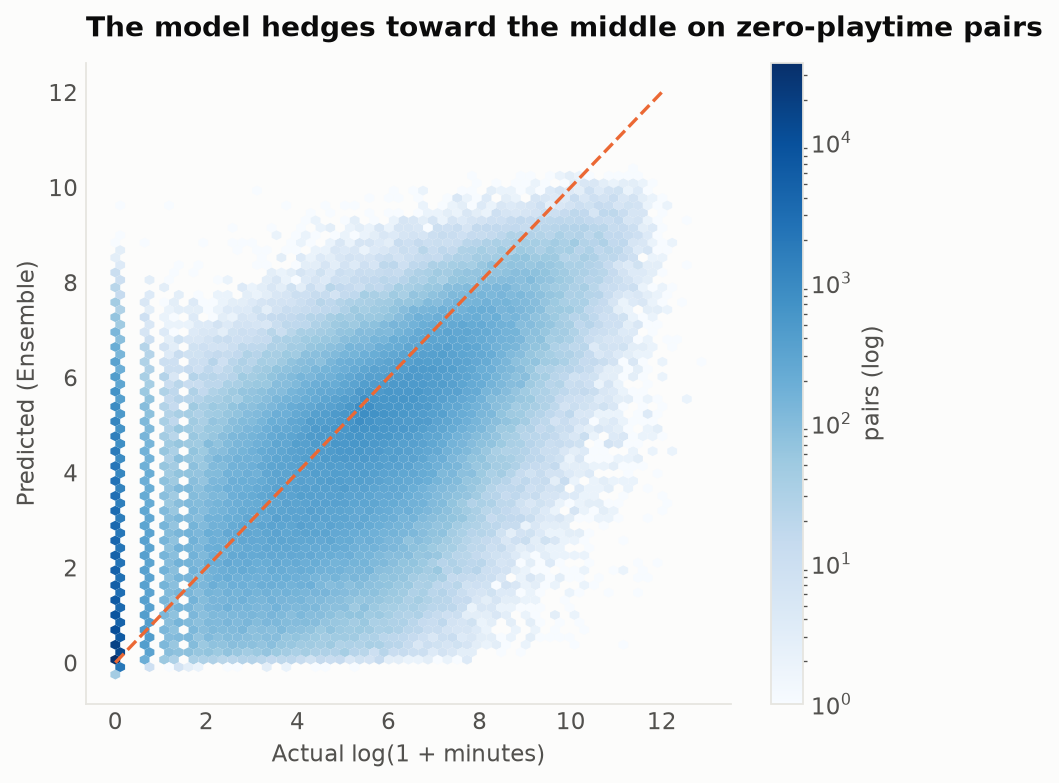 The model hedges toward the middle on zero-playtime pairs
12
10
8
6
4
2
0
Predicted (Ensemble)
0 2 4 6 8 10 12
Actual log(1 + minutes)
10⁴
10³
10²
10¹
10⁰
pairs (log)